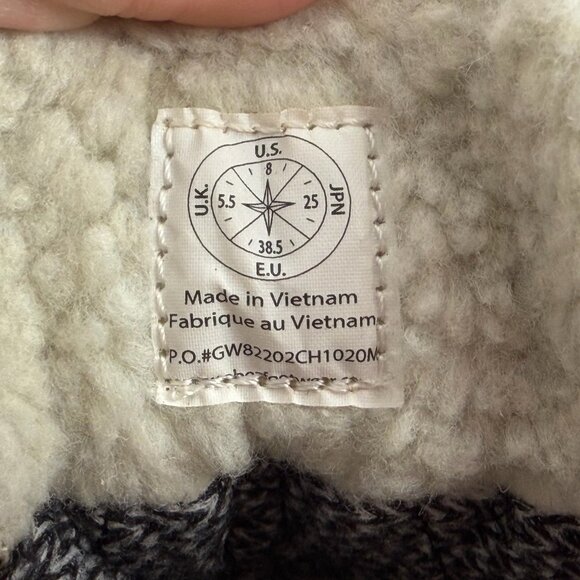 U.S.
8
U.K. 5.5 25 JPN
38.5
E.U.
Made in Vietnam
Fabrique au Vietnam
P.O.#GW82202CH1020M